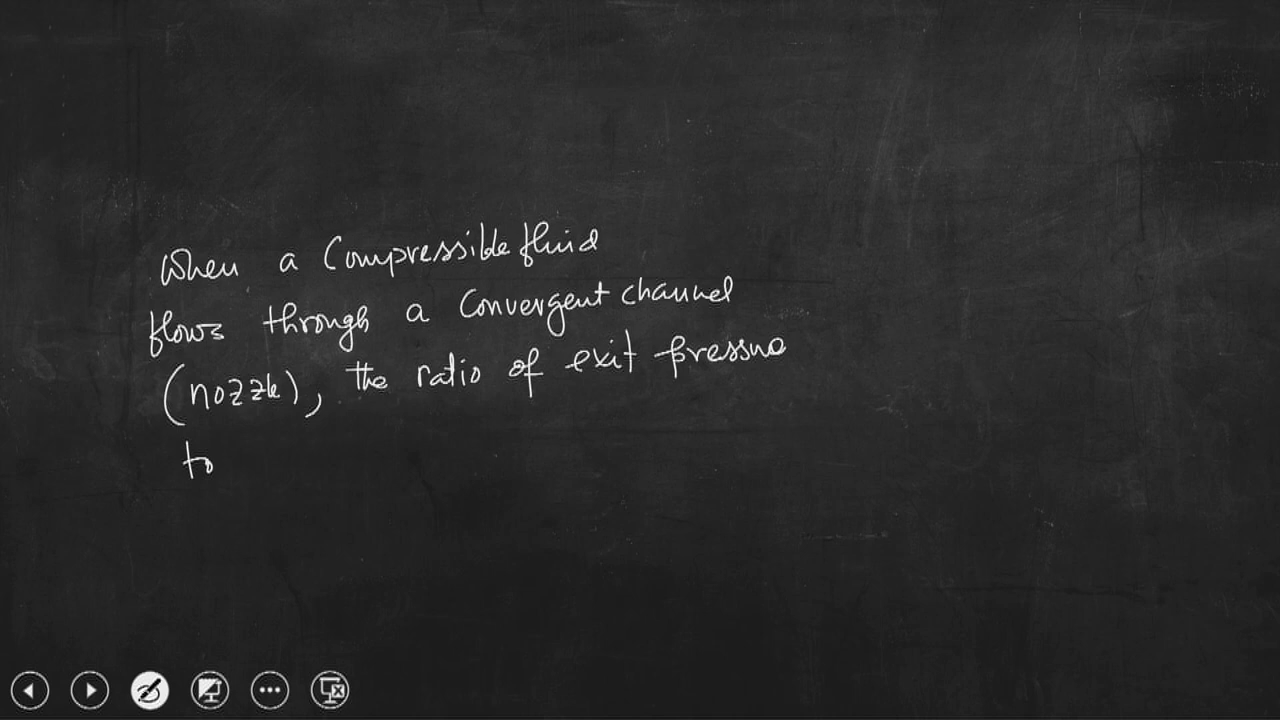 When a Compressible fluid
flows through a Convergent channel
(nozzle), the ratio of exit pressure
to